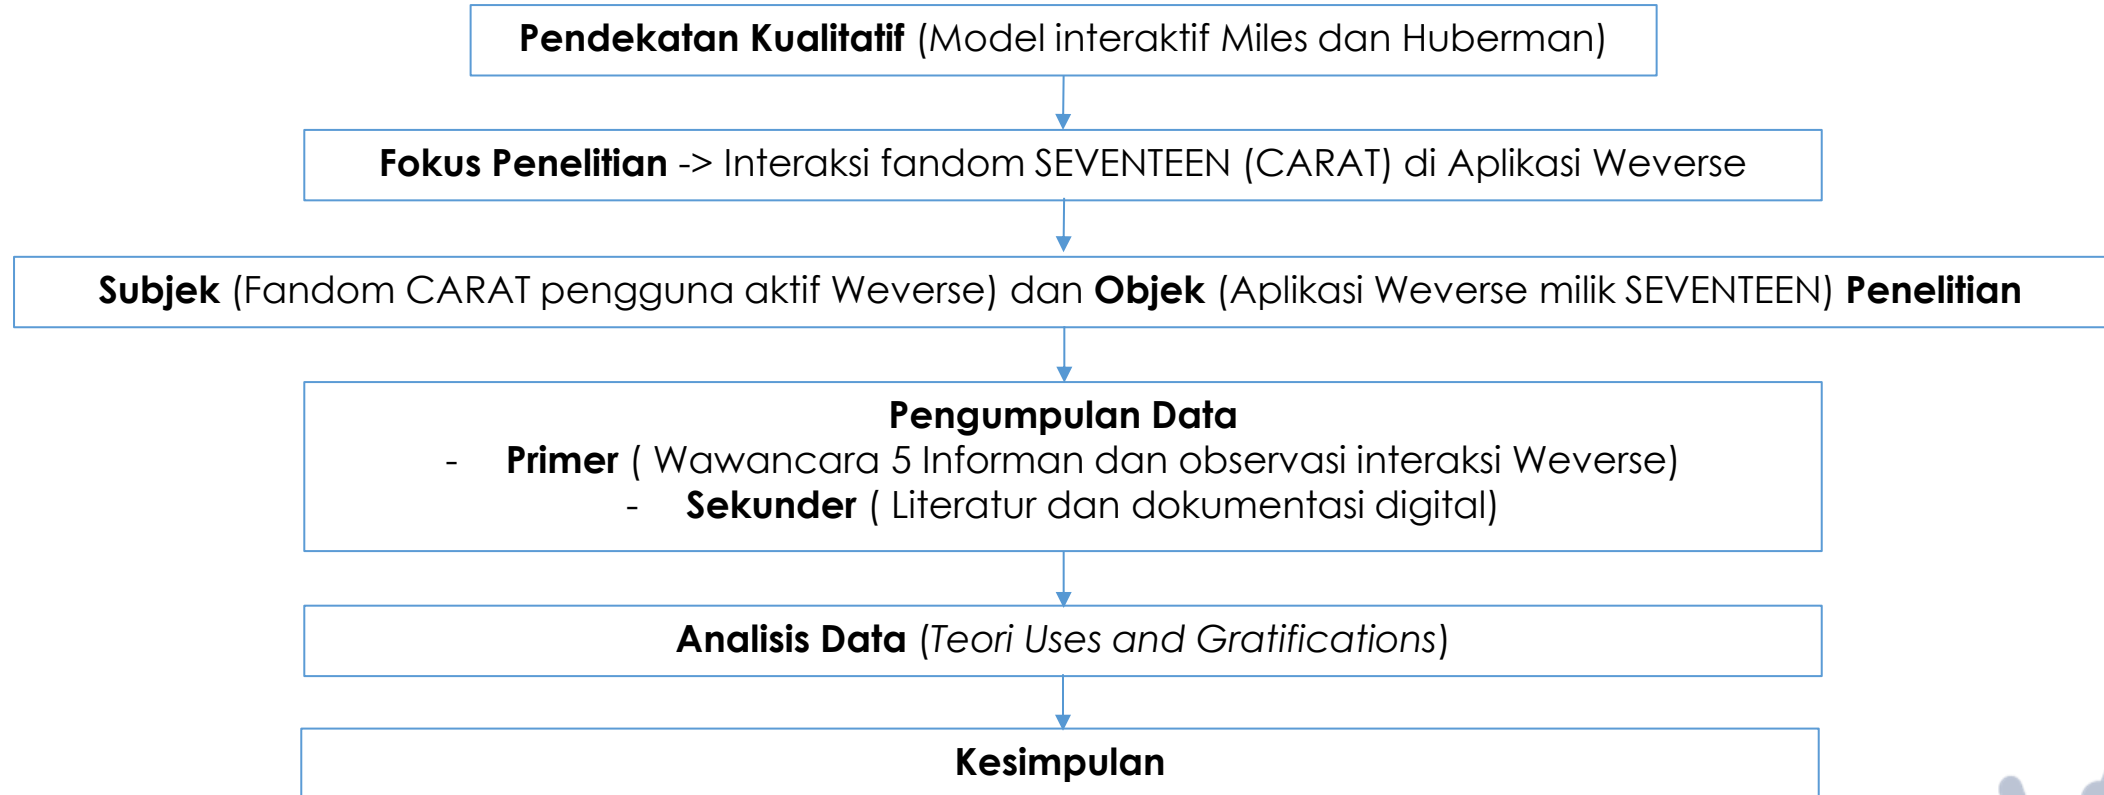 Pendekatan Kualitatif (Model interaktif Miles dan Huberman)
Fokus Penelitian -> Interaksi fandom SEVENTEEN (CARAT) di Aplikasi Weverse
Subjek (Fandom CARAT pengguna aktif Weverse) dan Objek (Aplikasi Weverse milik SEVENTEEN) Penelitian
Pengumpulan Data
- Primer ( Wawancara 5 Informan dan observasi interaksi Weverse)
- Sekunder ( Literatur dan dokumentasi digital)
Analisis Data (Teori Uses and Gratifications)
Kesimpulan